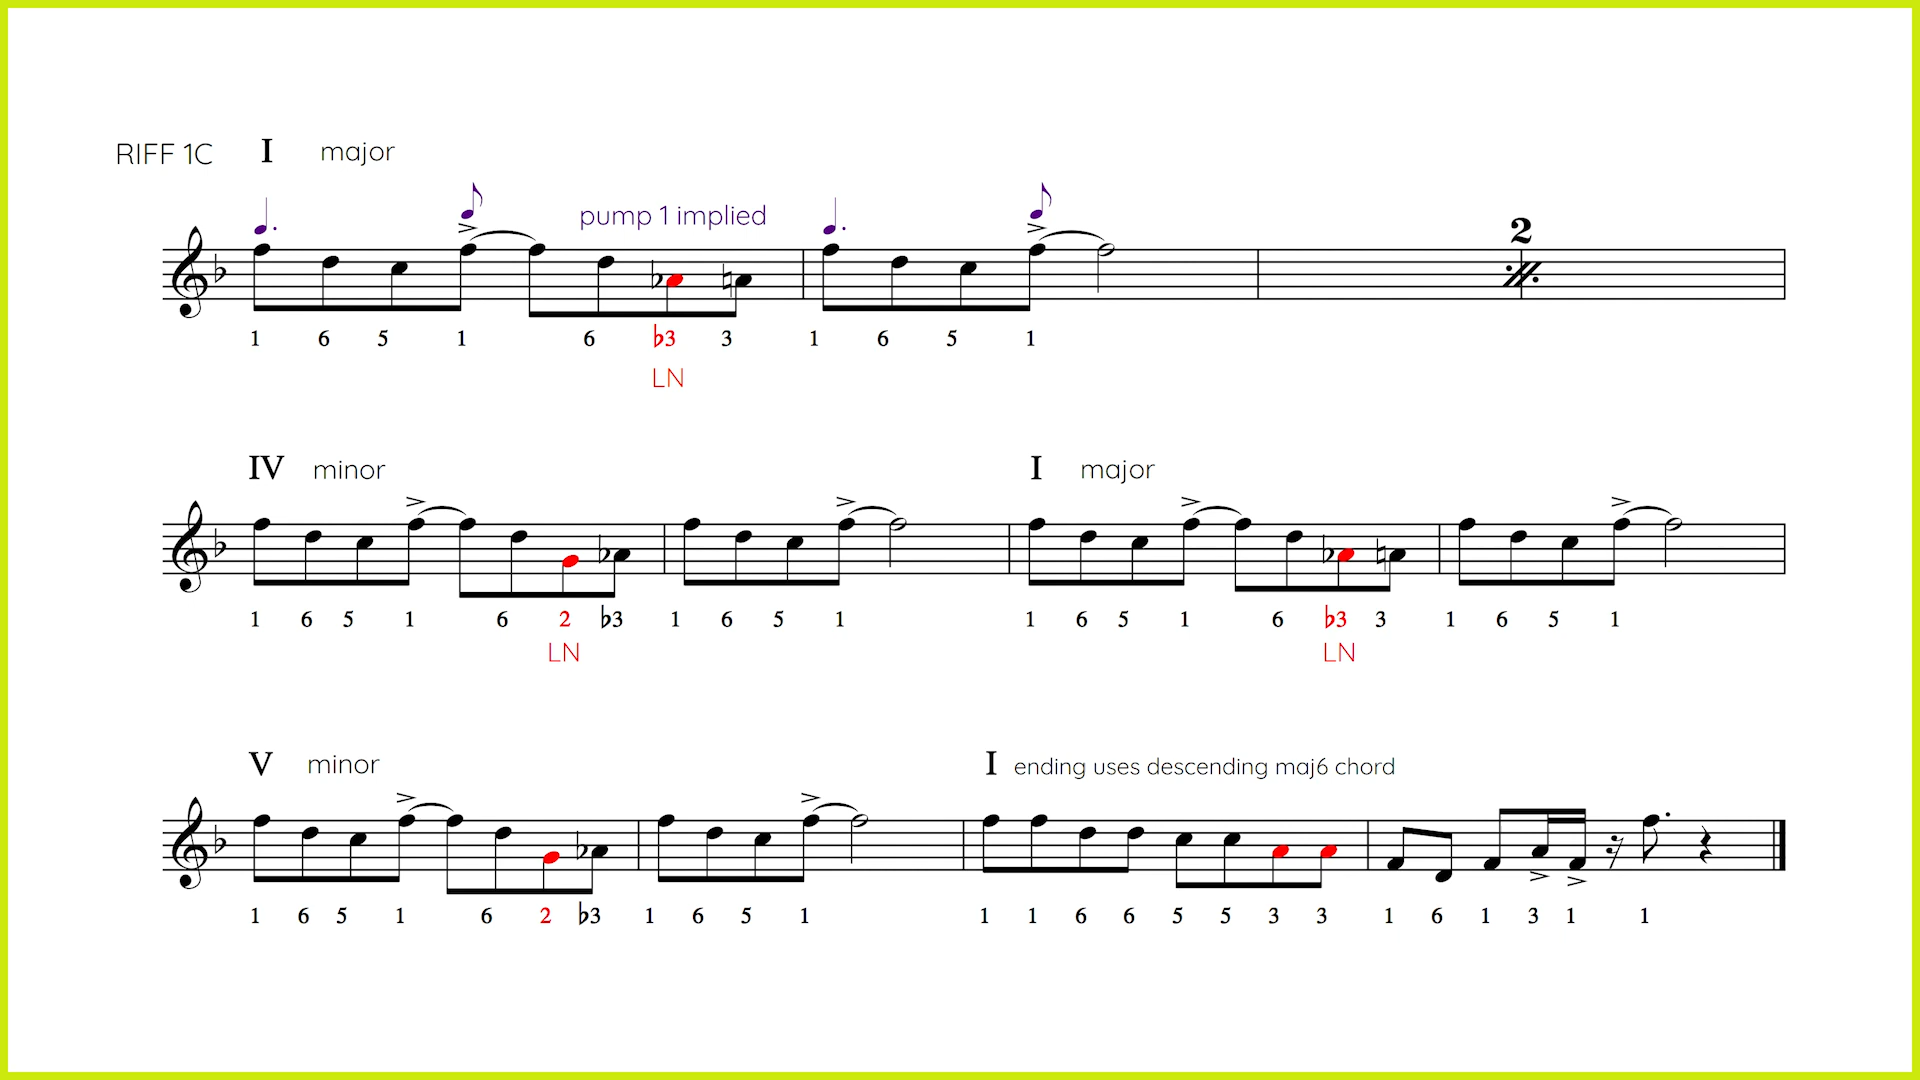 RIFF 1C I major
pump 1 implied
2
1 6 5 1 6 ♭3 3 1 6 5 1
LN
IV minor I major
1 6 5 1 6 2 ♭3 1 6 5 1 1 6 5 1 6 ♭3 3 1 6 5 1
LN LN
V minor I ending uses descending maj6 chord
1 6 5 1 6 2 ♭3 1 6 5 1 1 1 6 6 5 5 3 3 1 6 1 3 1 1